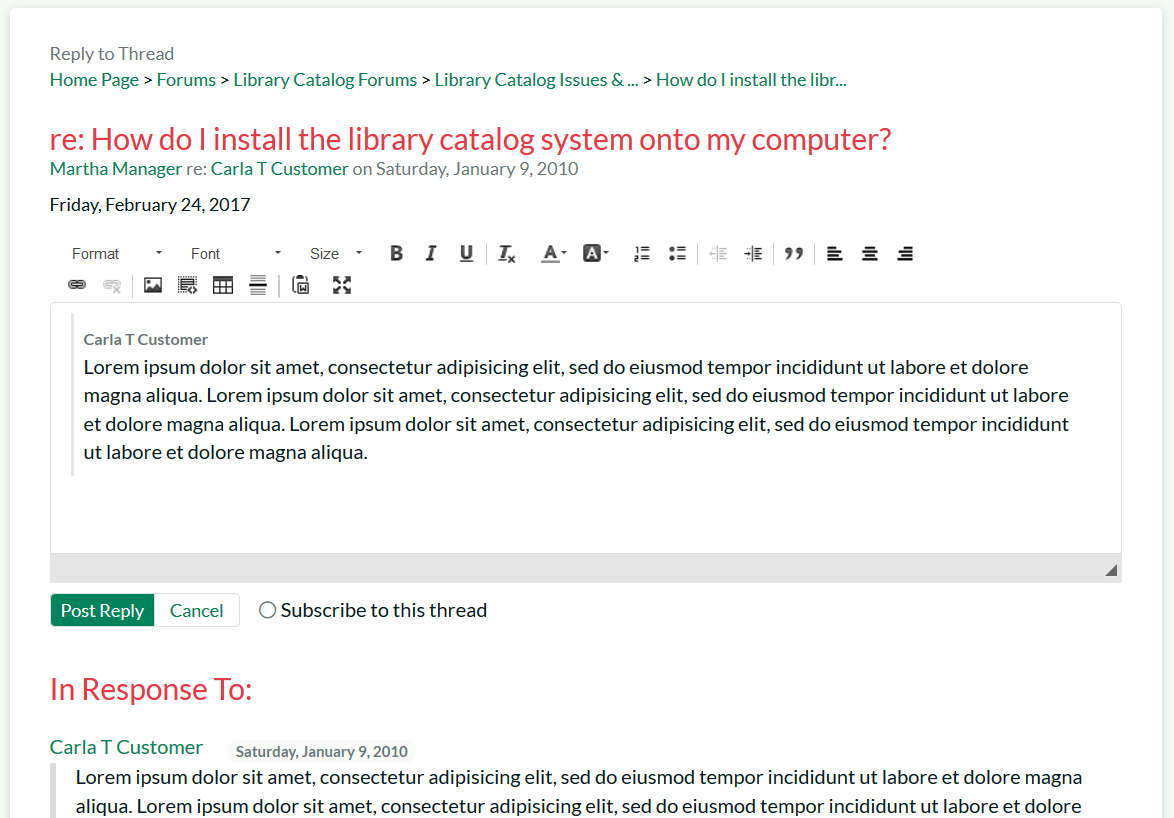 Reply to Thread
Home Page > Forums > Library Catalog Forums > Library Catalog Issues & ... > How do I install the libr...
re: How do I install the library catalog system onto my computer?
Martha Manager re: Carla T Customer on Saturday, January 9, 2010
Friday, February 24, 2017
Format Font Size B I U Tx A A
Carla T Customer
Lorem ipsum dolor sit amet, consectetur adipisicing elit, sed do eiusmod tempor incididunt ut labore et dolore
magna aliqua. Lorem ipsum dolor sit amet, consectetur adipisicing elit, sed do eiusmod tempor incididunt ut labore
et dolore magna aliqua. Lorem ipsum dolor sit amet, consectetur adipisicing elit, sed do eiusmod tempor incididunt
ut labore et dolore magna aliqua.
Post Reply Cancel Subscribe to this thread
In Response To:
Carla T Customer Saturday, January 9, 2010
Lorem ipsum dolor sit amet, consectetur adipisicing elit, sed do eiusmod tempor incididunt ut labore et dolore magna
aliqua. Lorem ipsum dolor sit amet, consectetur adipisicing elit, sed do eiusmod tempor incididunt ut labore et dolore